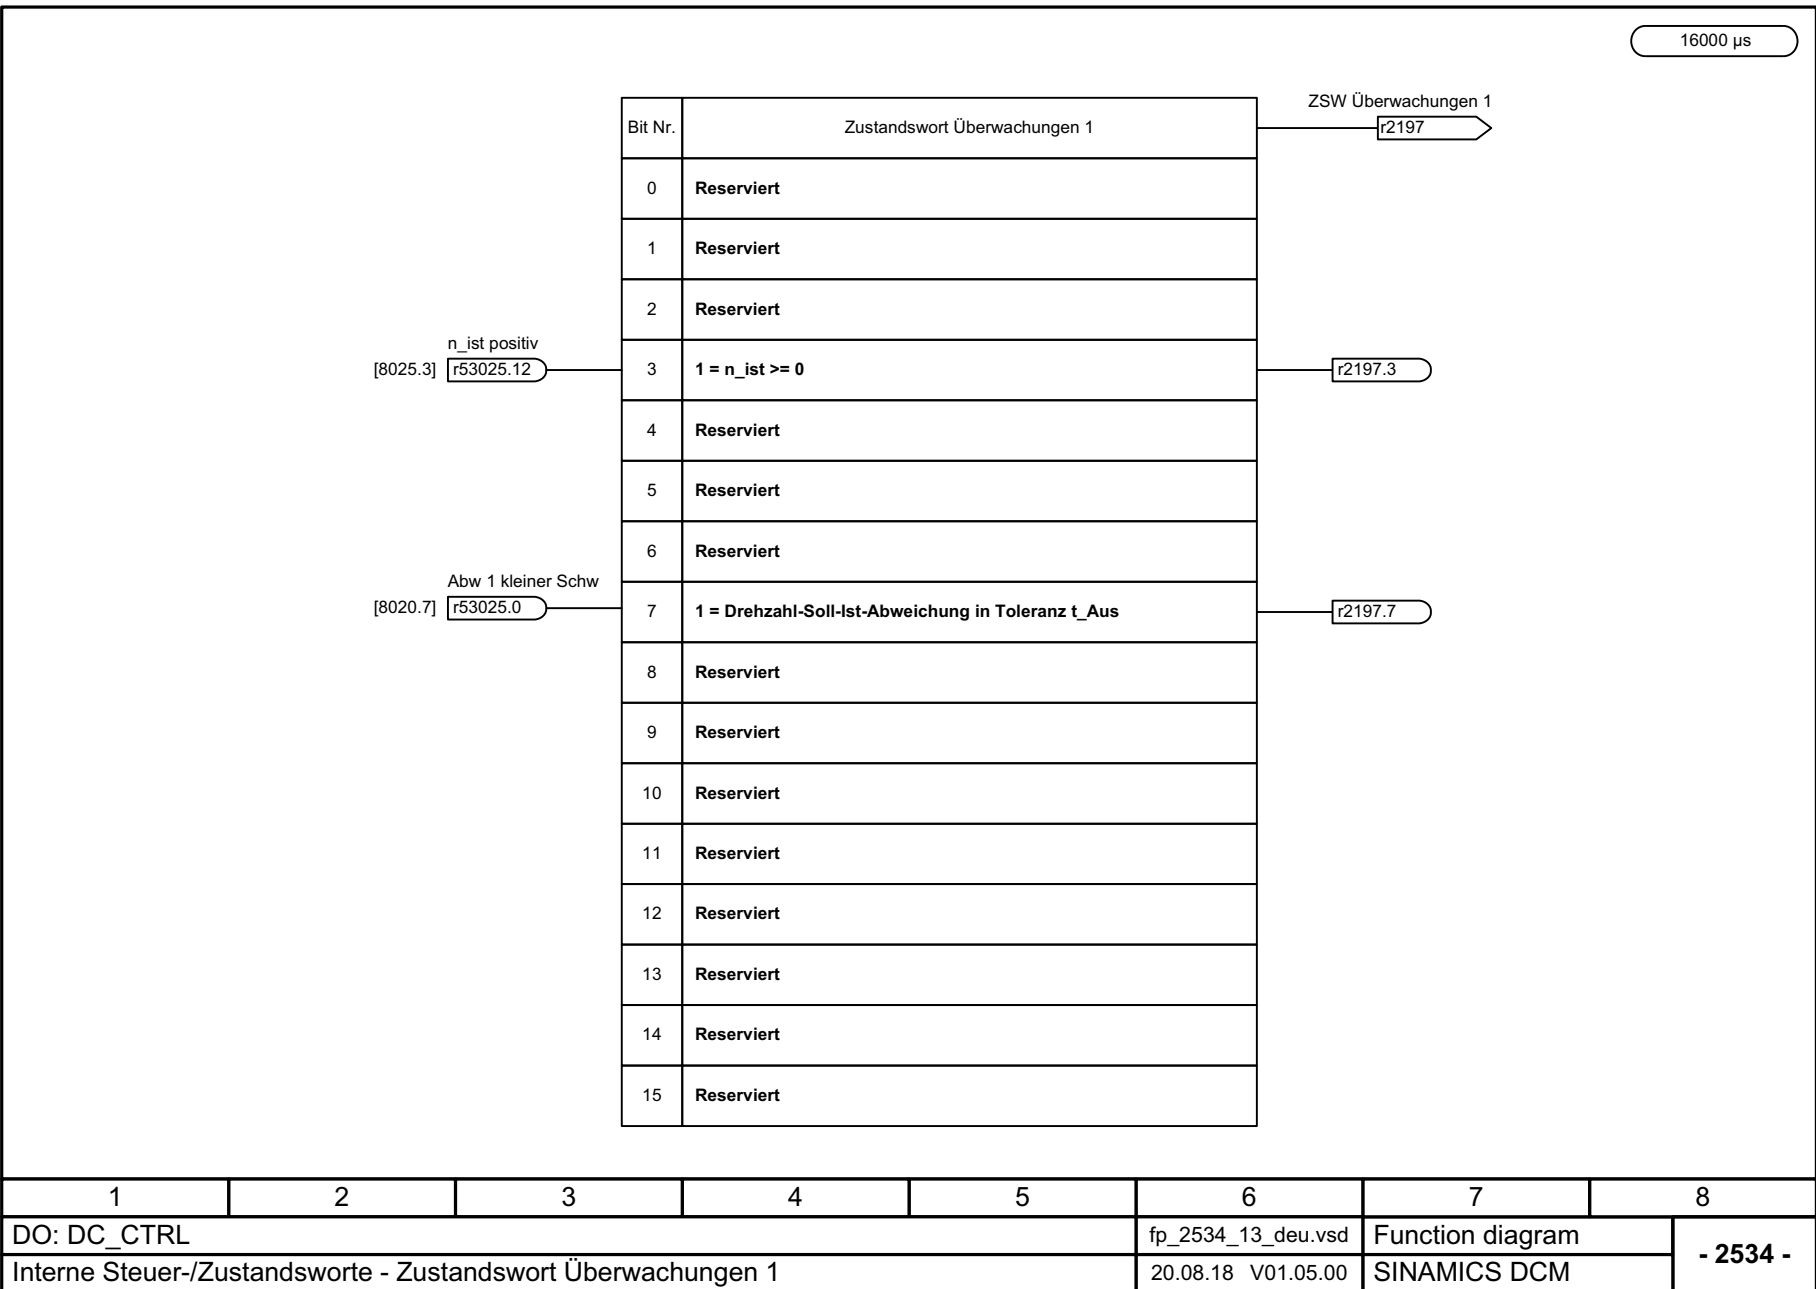 16000 µs
ZSW Überwachungen 1
Bit Nr. Zustandswort Überwachungen 1 r2197
0 Reserviert
1 Reserviert
2 Reserviert
n_ist positiv
[8025.3] r53025.12 3 1 = n_ist >= 0 r2197.3
4 Reserviert
5 Reserviert
6 Reserviert
Abw 1 kleiner Schw
[8020.7] r53025.0 7 1 = Drehzahl-Soll-Ist-Abweichung in Toleranz t_Aus r2197.7
8 Reserviert
9 Reserviert
10 Reserviert
11 Reserviert
12 Reserviert
13 Reserviert
14 Reserviert
15 Reserviert
1 2 3 4 5 6 7 8
DO: DC_CTRL fp_2534_13_deu.vsd Function diagram
- 2534 -
Interne Steuer-/Zustandsworte - Zustandswort Überwachungen 1 20.08.18 V01.05.00 SINAMICS DCM